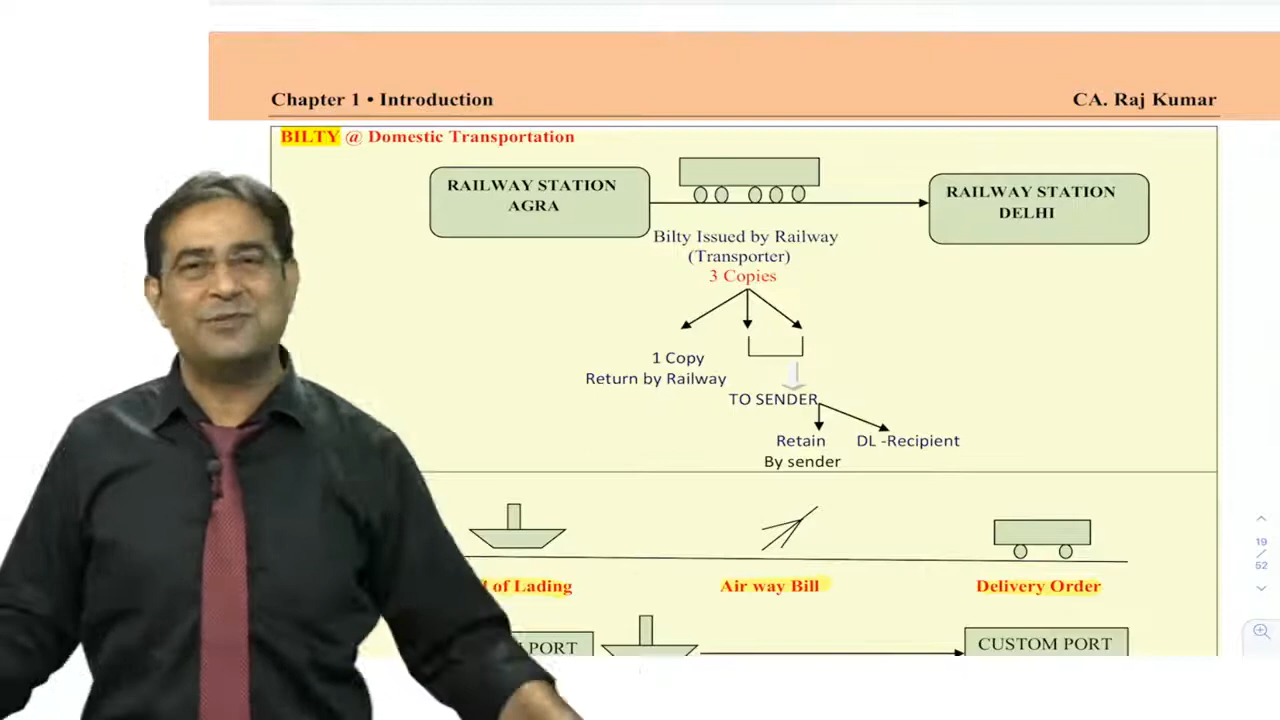 Chapter 1 • Introduction
CA. Raj Kumar
BILTY @ Domestic Transportation
RAILWAY STATION
AGRA
RAILWAY STATION
DELHI
Bilty Issued by Railway
(Transporter)
3 Copies
1 Copy
Return by Railway
TO SENDER
Retain
By sender
DL -Recipient
of Lading
Air way Bill
Delivery Order
PORT
CUSTOM PORT
19
/
52